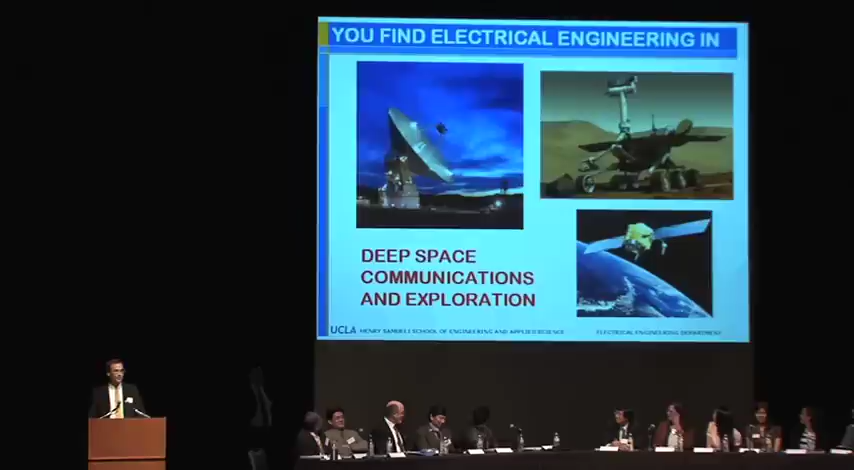 YOU FIND ELECTRICAL ENGINEERING IN
DEEP SPACE
COMMUNICATIONS
AND EXPLORATION
UCLA HENRY SAMUELI SCHOOL OF ENGINEERING AND APPLIED SCIENCE
ELECTRICAL ENGINEERING DEPARTMENT